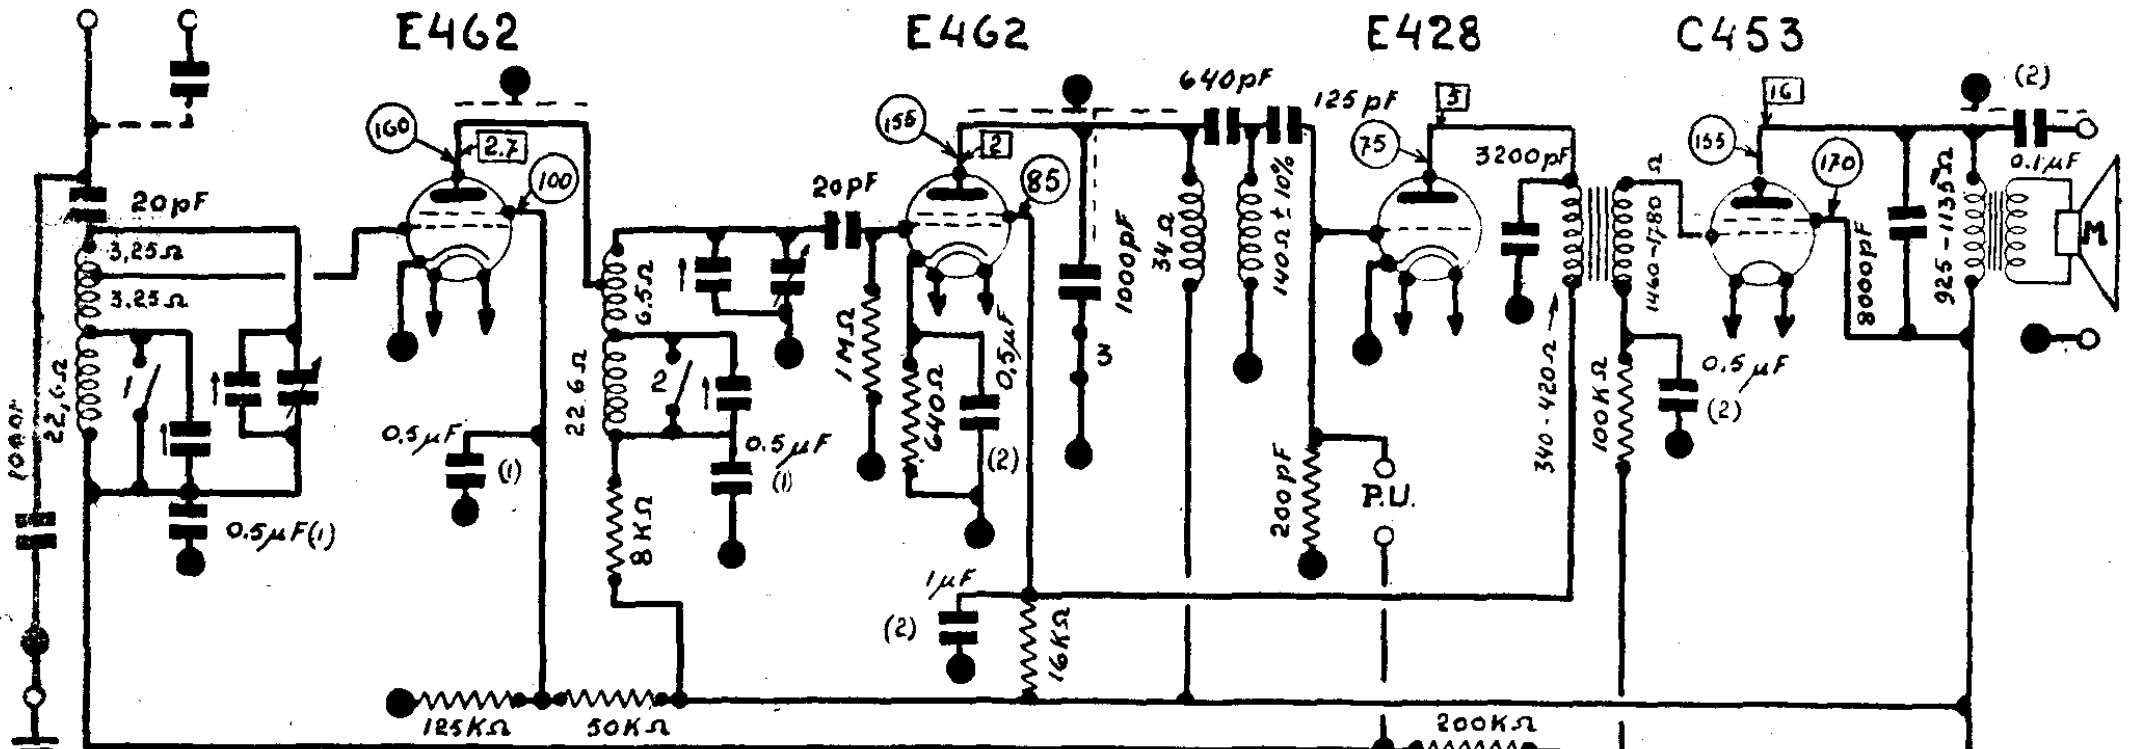 E462
E462
E428
C453
640pF
125pF
5
16
(2)
160
2.7
100
155
2
85
75
3200pF
155
170
0.1µF
20pF
20pF
3,25Ω
3.25Ω
22,6Ω
1
0.5µF(1)
0.5µF
(1)
6.5Ω
22.6Ω
2
0.5µF
(1)
8KΩ
1MΩ
640Ω
0,5µF
(2)
1000pF
3
34Ω
140Ω ± 10%
200pF
P.U.
340-420Ω
1460-1780Ω
100KΩ
0.5µF
(2)
8000pF
925-1135Ω
M
1µF
(2)
16KΩ
125KΩ
50KΩ
200KΩ